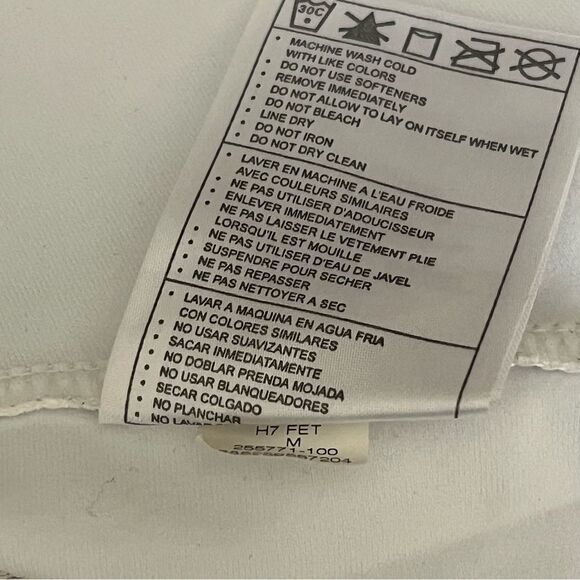 30C
• MACHINE WASH COLD
WITH LIKE COLORS
• DO NOT USE SOFTENERS
• REMOVE IMMEDIATELY
• DO NOT ALLOW TO LAY ON ITSELF WHEN WET
• DO NOT BLEACH
• LINE DRY
• DO NOT IRON
• DO NOT DRY CLEAN
• LAVER EN MACHINE A L'EAU FROIDE
AVEC COULEURS SIMILAIRES
• NE PAS UTILISER D'ADOUCISSEUR
• ENLEVER IMMEDIATEMENT
• NE PAS LAISSER LE VETEMENT PLIE
LORSQU'IL EST MOUILLE
• NE PAS UTILISER D'EAU DE JAVEL
• SUSPENDRE POUR SECHER
• NE PAS REPASSER
• NE PAS NETTOYER A SEC
• LAVAR A MAQUINA EN AGUA FRIA
CON COLORES SIMILARES
• NO USAR SUAVIZANTES
• SACAR INMEDIATAMENTE
• NO DOBLAR PRENDA MOJADA
• NO USAR BLANQUEADORES
• SECAR COLGADO
• NO PLANCHAR
• NO
H7 FET
M
255771-100